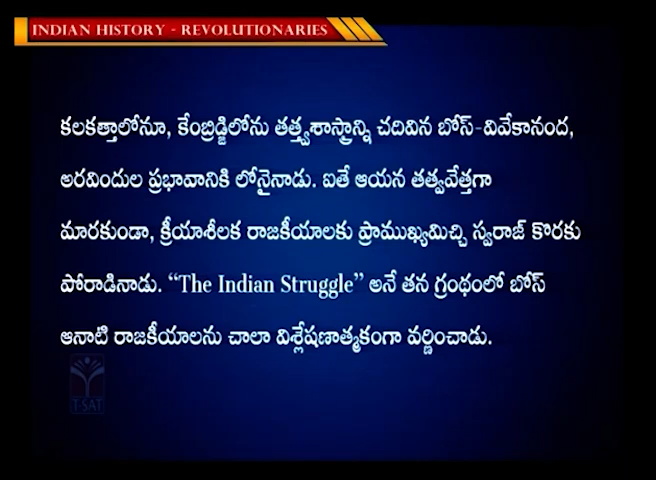 INDIAN HISTORY - REVOLUTIONARIES
కలకత్తాలోనూ, కేంబ్రిడ్జిలోను తత్త్వశాస్త్రాన్ని చదివిన బోస్-వివేకానంద,
అరవిందుల ప్రభావానికి లోనైనాడు. ఐతే ఆయన తత్వవేత్తగా
మారకుండా, క్రీయాశీలక రాజకీయాలకు ప్రాముఖ్యమిచ్చి స్వరాజ్ కొరకు
పోరాడినాడు. “The Indian Struggle” అనే తన గ్రంథంలో బోస్
ఆనాటి రాజకీయాలను చాలా విశ్లేషణాత్మకంగా వర్ణించాడు.
T-SAT